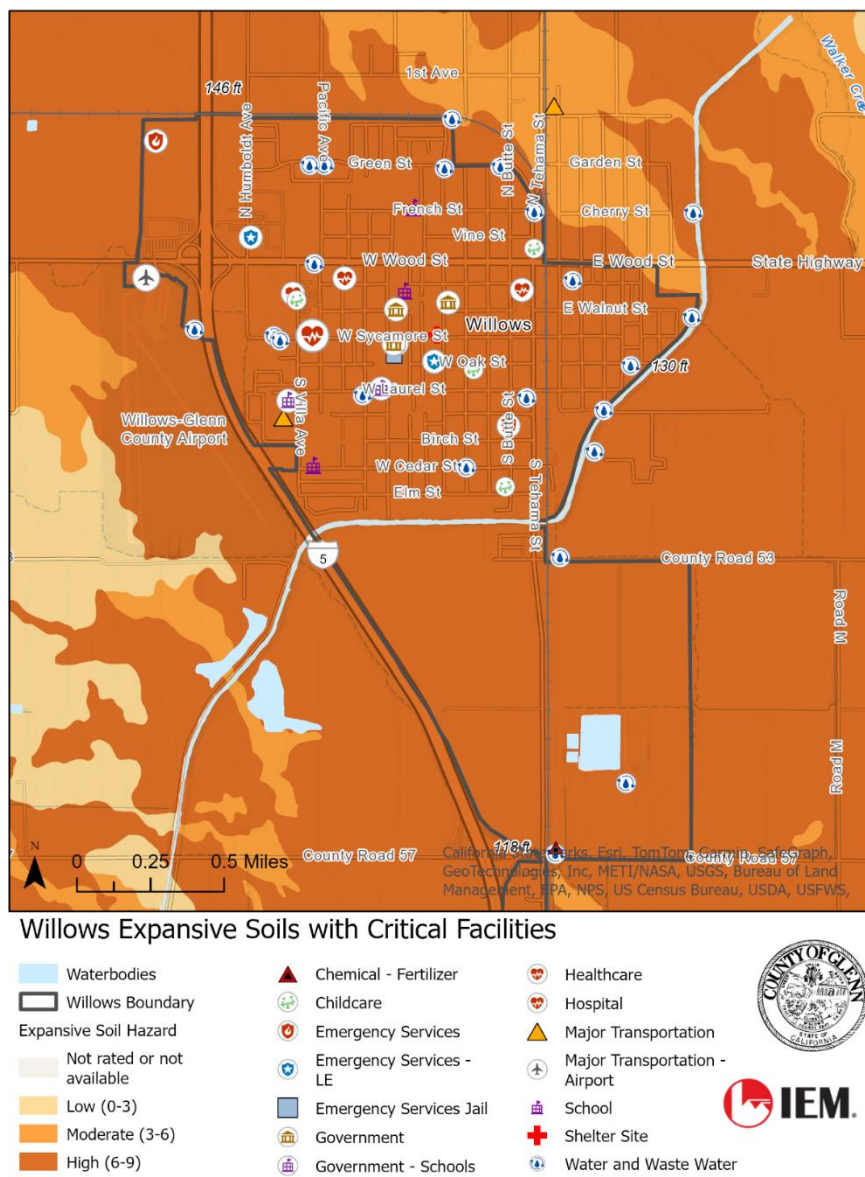 1st Ave
Walker Cre
146 ft
Pacific Ave
N Humboldt Ave
N Butte St
W Tehama St
Green St
Garden St
French St
Cherry St
Vine St
W Wood St
E Wood St
State Highway
E Walnut St
Willows
W Sycamore St
W Oak St
130 ft
W Laurel St
S Villa Ave
S Butte St
Willows-Glenn
County Airport
Birch St
W Cedar St
Elm St
S Tehama St
5
County Road 53
Road M
Road M
N
0 0.25 0.5 Miles
County Road 57
118 ft
County Road 57
California State Parks, Esri, TomTom, Garmin, SafeGraph,
GeoTechnologies, Inc, METI/NASA, USGS, Bureau of Land
Management, EPA, NPS, US Census Bureau, USDA, USFWS,
Willows Expansive Soils with Critical Facilities
Waterbodies
Willows Boundary
Expansive Soil Hazard
Not rated or not
available
Low (0-3)
Moderate (3-6)
High (6-9)
Chemical - Fertilizer
Childcare
Emergency Services
Emergency Services -
LE
Emergency Services Jail
Government
Government - Schools
Healthcare
Hospital
Major Transportation
Major Transportation -
Airport
School
Shelter Site
Water and Waste Water
COUNTY OF GLENN
STATE OF
CALIFORNIA
IEM.